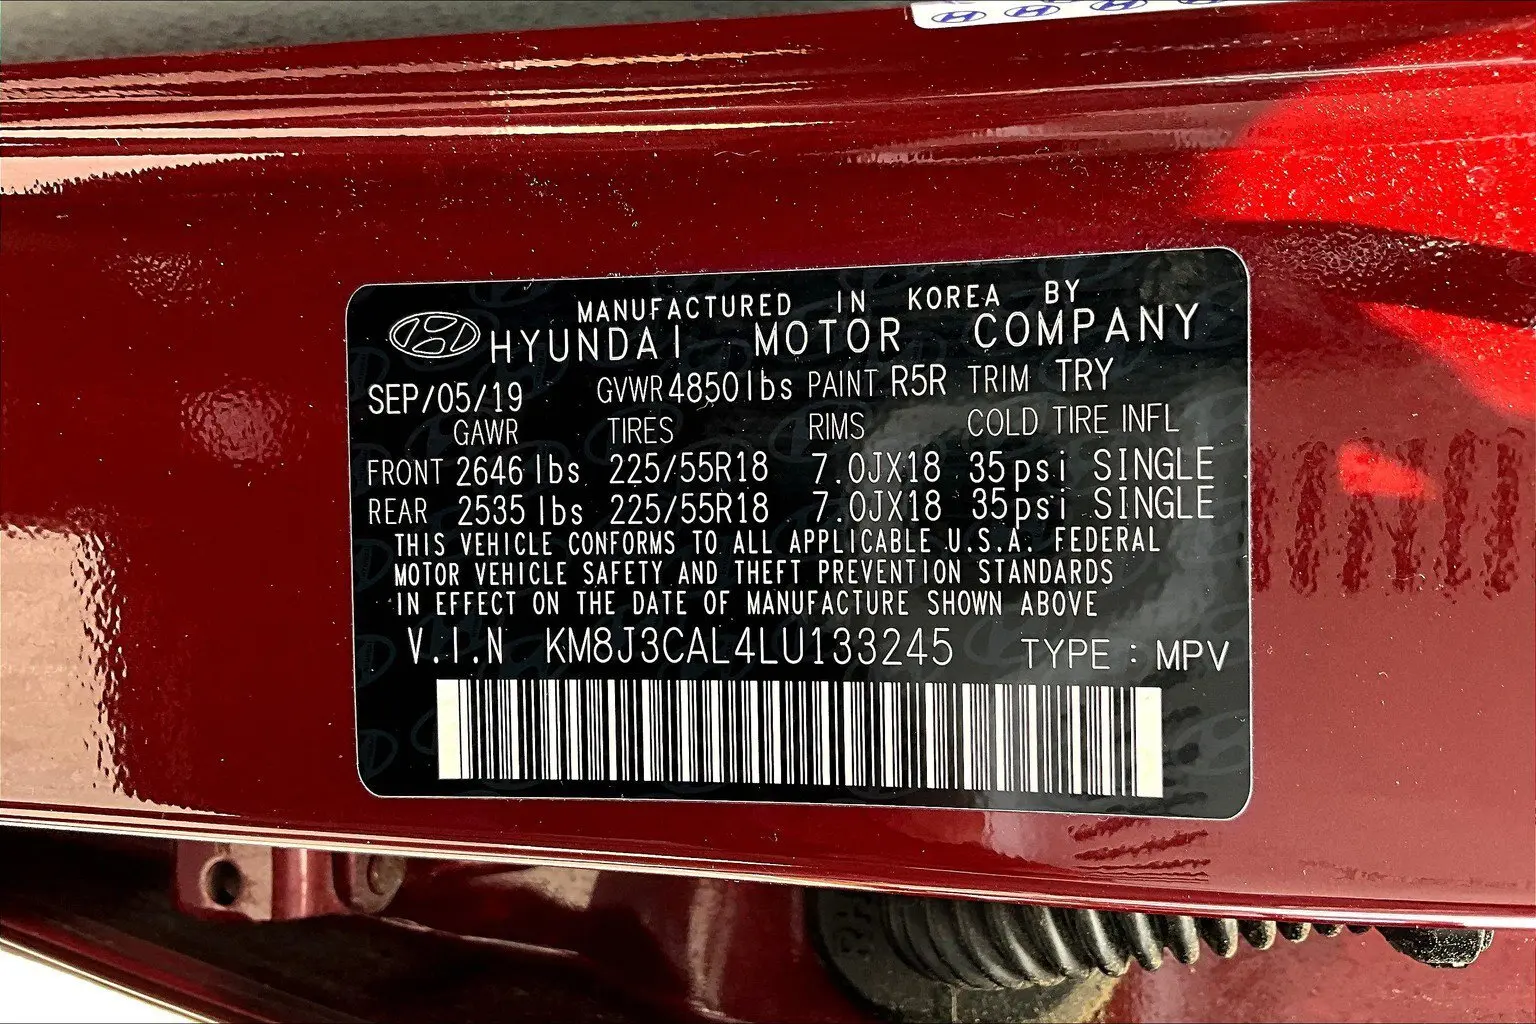 MANUFACTURED IN KOREA BY
HYUNDAI MOTOR COMPANY
SEP/05/19 GVWR 4850lbs PAINT R5R TRIM TRY
GAWR TIRES RIMS COLD TIRE INFL
FRONT 2646 lbs 225/55R18 7.0JX18 35psi SINGLE
REAR 2535 lbs 225/55R18 7.0JX18 35psi SINGLE
THIS VEHICLE CONFORMS TO ALL APPLICABLE U.S.A. FEDERAL
MOTOR VEHICLE SAFETY AND THEFT PREVENTION STANDARDS
IN EFFECT ON THE DATE OF MANUFACTURE SHOWN ABOVE
V.I.N KM8J3CAL4LU133245 TYPE : MPV